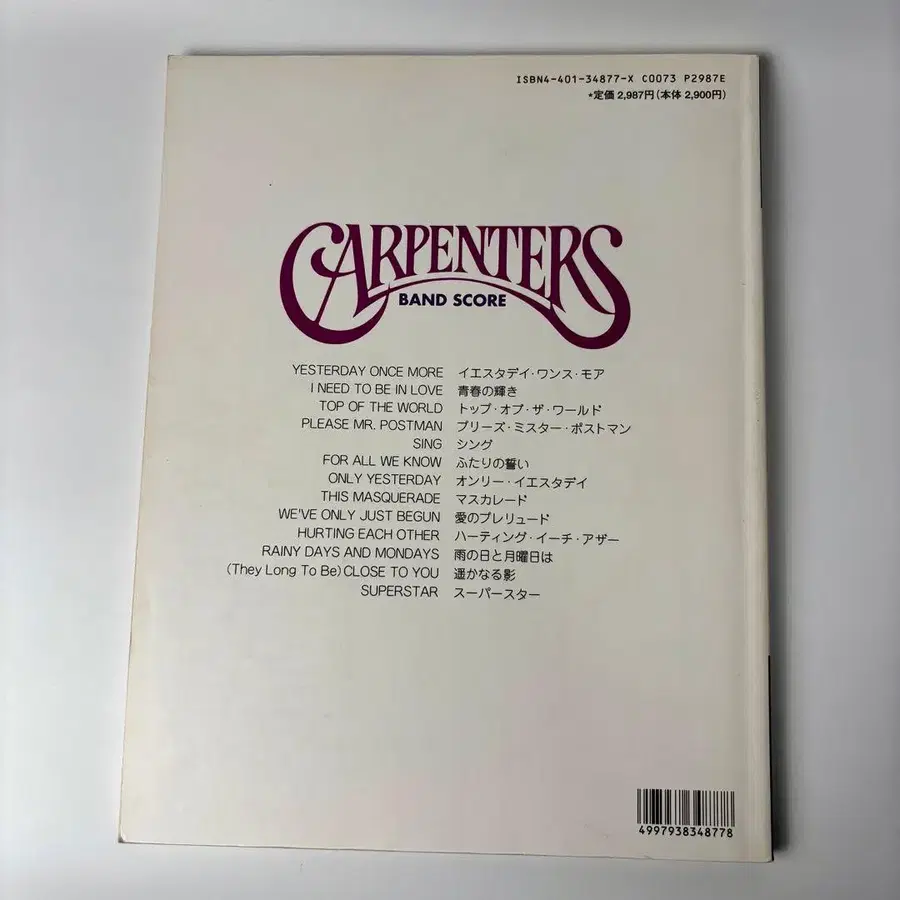 ISBN4-401-34877-X C0073 P2987E
*定価 2,987円(本体 2,900円)
CARPENTERS
BAND SCORE
YESTERDAY ONCE MORE イエスタデイ・ワンス・モア
I NEED TO BE IN LOVE 青春の輝き
TOP OF THE WORLD トップ・オブ・ザ・ワールド
PLEASE MR. POSTMAN プリーズ・ミスター・ポストマン
SING シング
FOR ALL WE KNOW ふたりの誓い
ONLY YESTERDAY オンリー・イエスタデイ
THIS MASQUERADE マスカレード
WE'VE ONLY JUST BEGUN 愛のプレリュード
HURTING EACH OTHER ハーティング・イーチ・アザー
RAINY DAYS AND MONDAYS 雨の日と月曜日は
(They Long To Be)CLOSE TO YOU 遥かなる影
SUPERSTAR スーパースター
4997938348778